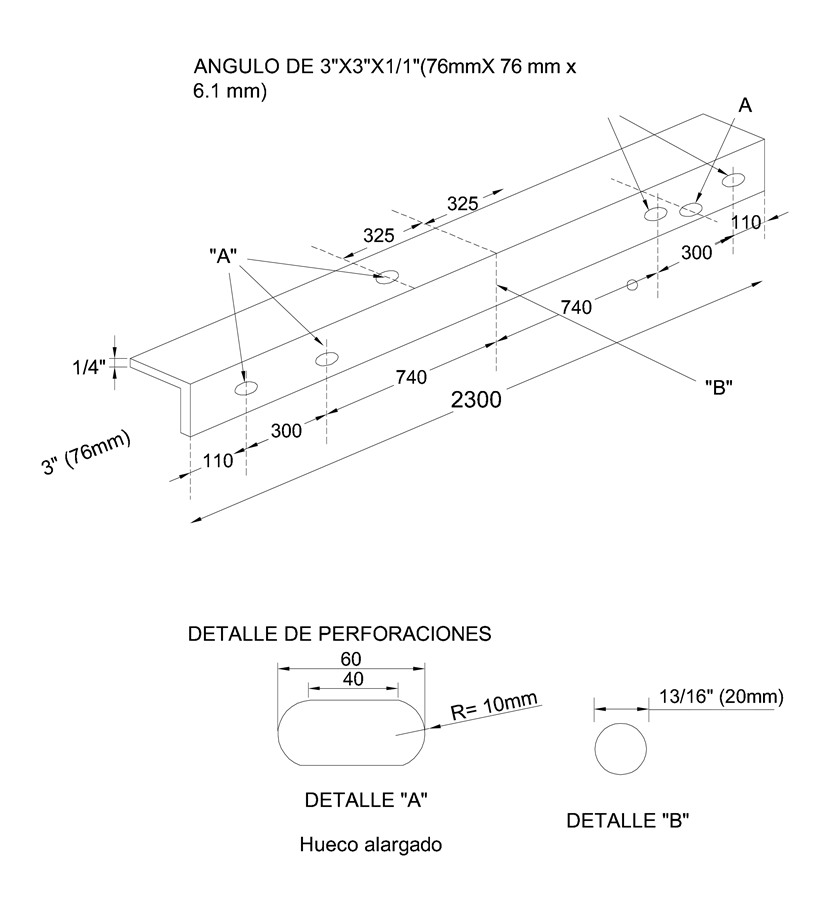 ANGULO DE 3"X3"X1/1"(76mmX 76 mm x
6.1 mm)
A
325
325
"A"
110
300
740
1/4"
740
"B"
2300
300
110
3" (76mm)
DETALLE DE PERFORACIONES
60
40
R= 10mm
13/16" (20mm)
DETALLE "A"
DETALLE "B"
Hueco alargado